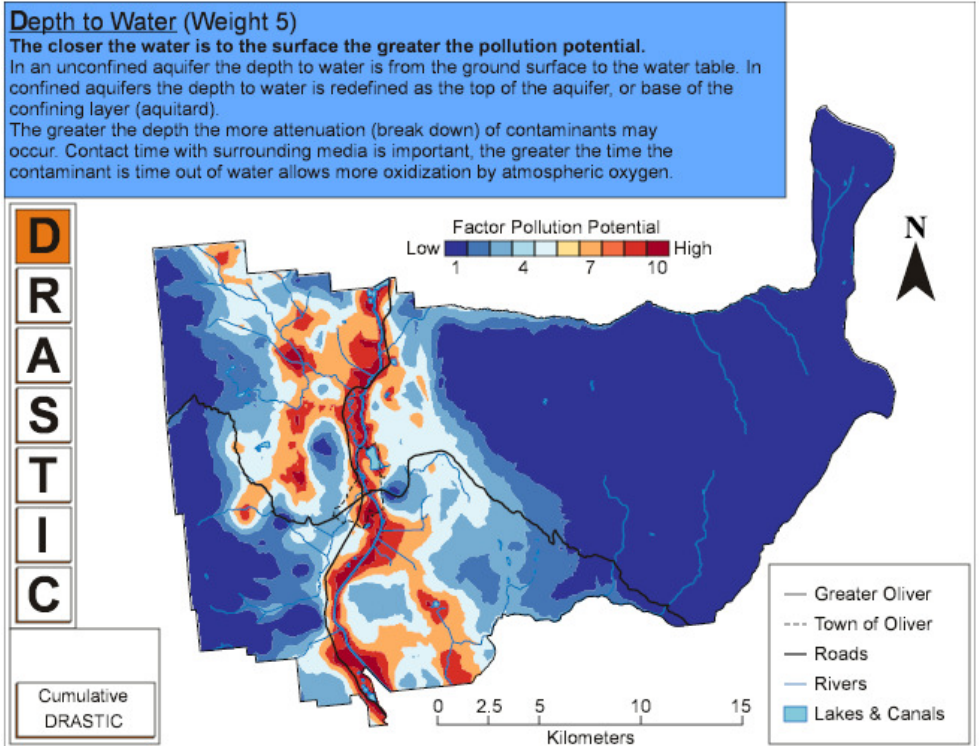 Depth to Water (Weight 5)
The closer the water is to the surface the greater the pollution potential.
In an unconfined aquifer the depth to water is from the ground surface to the water table. In
confined aquifers the depth to water is redefined as the top of the aquifer, or base of the
confining layer (aquitard).
The greater the depth the more attenuation (break down) of contaminants may
occur. Contact time with surrounding media is important, the greater the time the
contaminant is time out of water allows more oxidization by atmospheric oxygen.
D
R
A
S
T
I
C
Cumulative
DRASTIC
Factor Pollution Potential
Low High
1 4 7 10
N
Greater Oliver
Town of Oliver
Roads
Rivers
Lakes & Canals
0 2.5 5 10 15
Kilometers